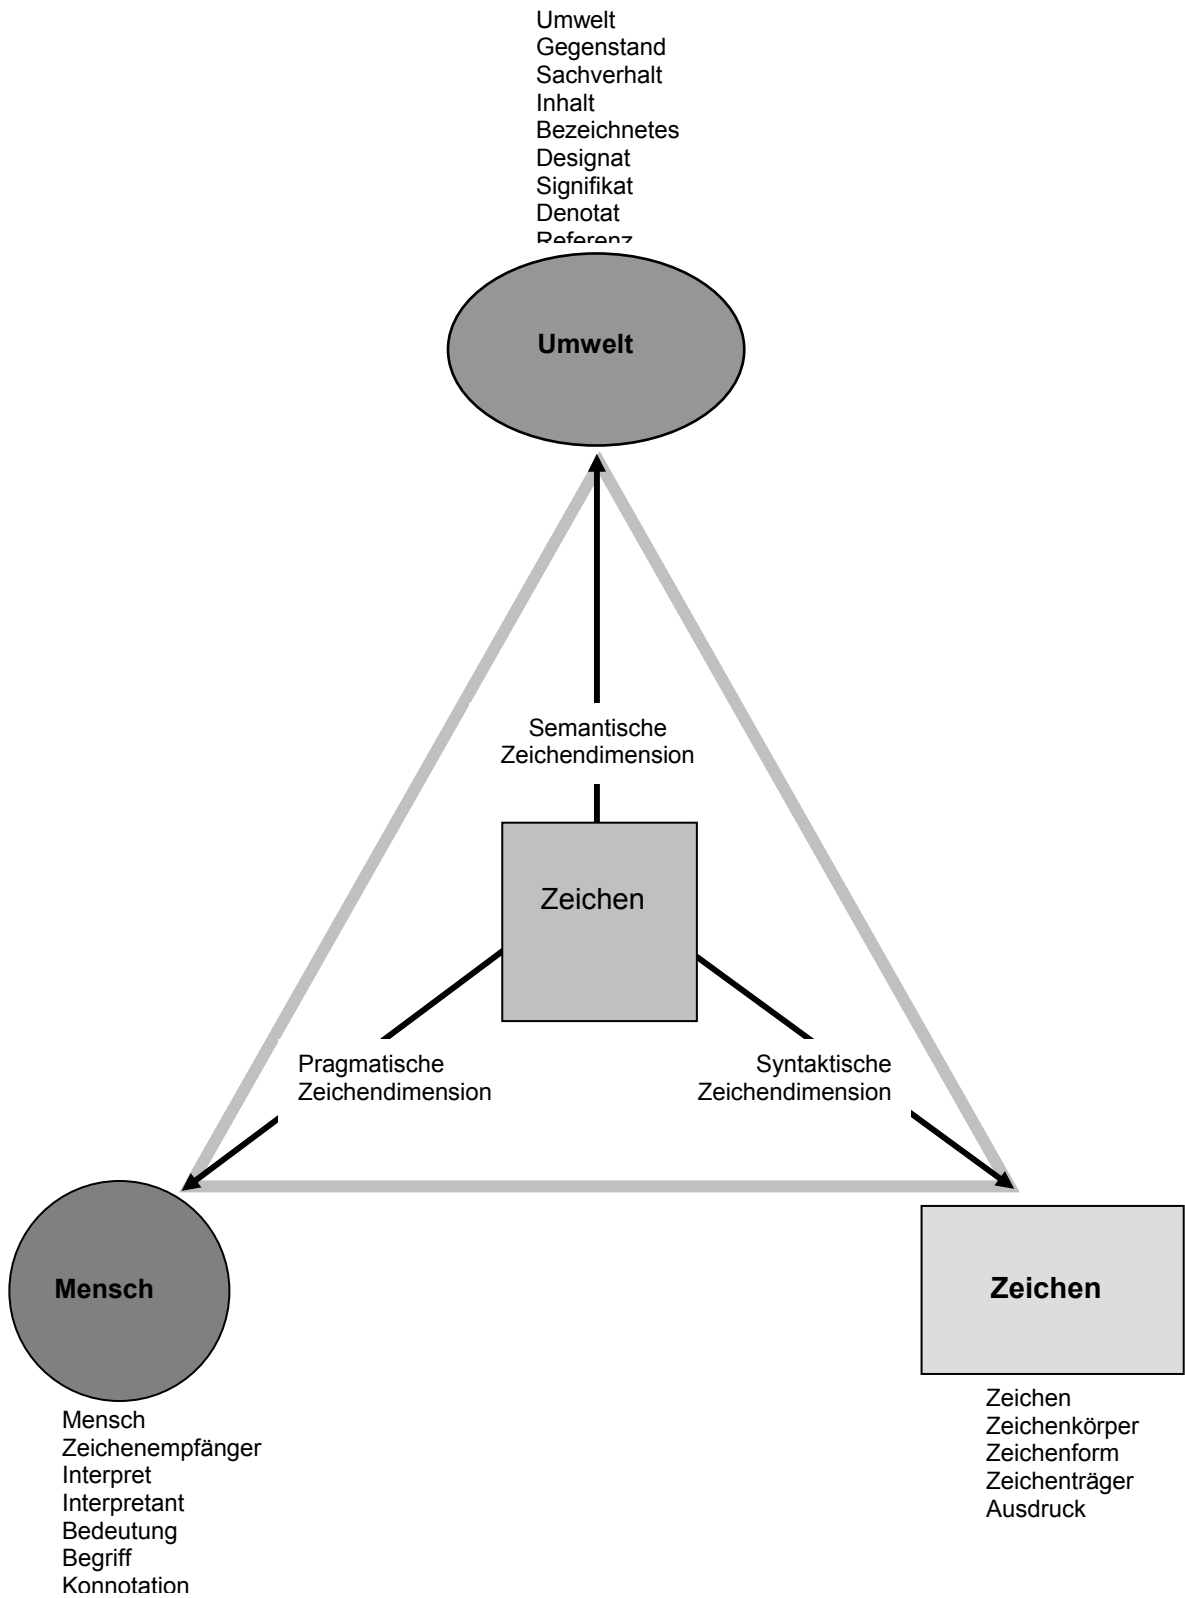 Umwelt
Gegenstand
Sachverhalt
Inhalt
Bezeichnetes
Designat
Signifikat
Denotat
Referenz
Umwelt
Semantische
Zeichendimension
Zeichen
Pragmatische
Zeichendimension
Syntaktische
Zeichendimension
Mensch
Zeichen
Mensch
Zeichenempfänger
Interpret
Interpretant
Bedeutung
Begriff
Konnotation
Zeichen
Zeichenkörper
Zeichenform
Zeichenträger
Ausdruck